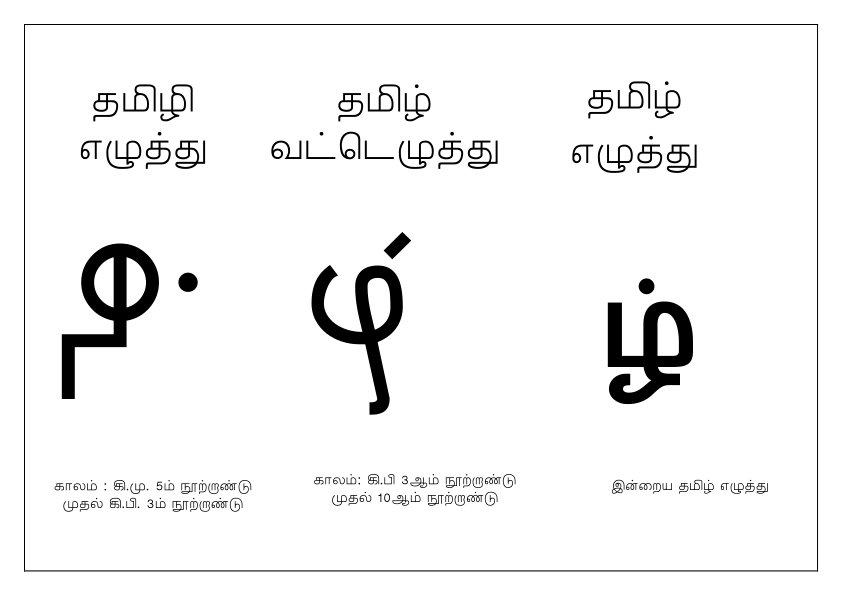 தமிழி
எழுத்து
தமிழ்
வட்டெழுத்து
தமிழ்
எழுத்து
ழ்
காலம் : கி.மு. 5ம் நூற்றாண்டு
முதல் கி.பி. 3ம் நூற்றாண்டு
காலம்: கி.பி 3ஆம் நூற்றாண்டு
முதல் 10ஆம் நூற்றாண்டு
இன்றைய தமிழ் எழுத்து